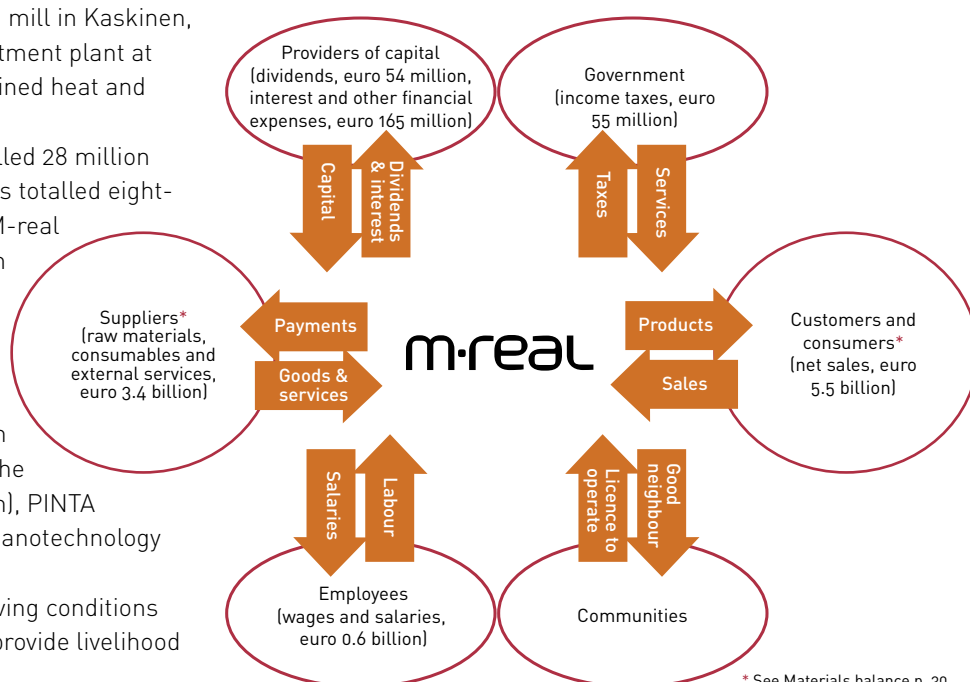 mill in Kaskinen,
tment plant at
ined heat and
lled 28 million
s totalled eight-
M-real
n
n
he
n), PINTA
anotechnology
ving conditions
provide livelihood
Providers of capital
(dividends, euro 54 million,
interest and other financial
expenses, euro 165 million)
Government
(income taxes, euro
55 million)
Capital
Dividends
& interest
Taxes
Services
Suppliers*
(raw materials,
consumables and
external services,
euro 3.4 billion)
Payments
Goods &
services
m·real
Products
Sales
Customers and
consumers*
(net sales, euro
5.5 billion)
Salaries
Labour
Licence to
operate
Good
neighbour
Employees
(wages and salaries,
euro 0.6 billion)
Communities
* See Materials balance p. 20